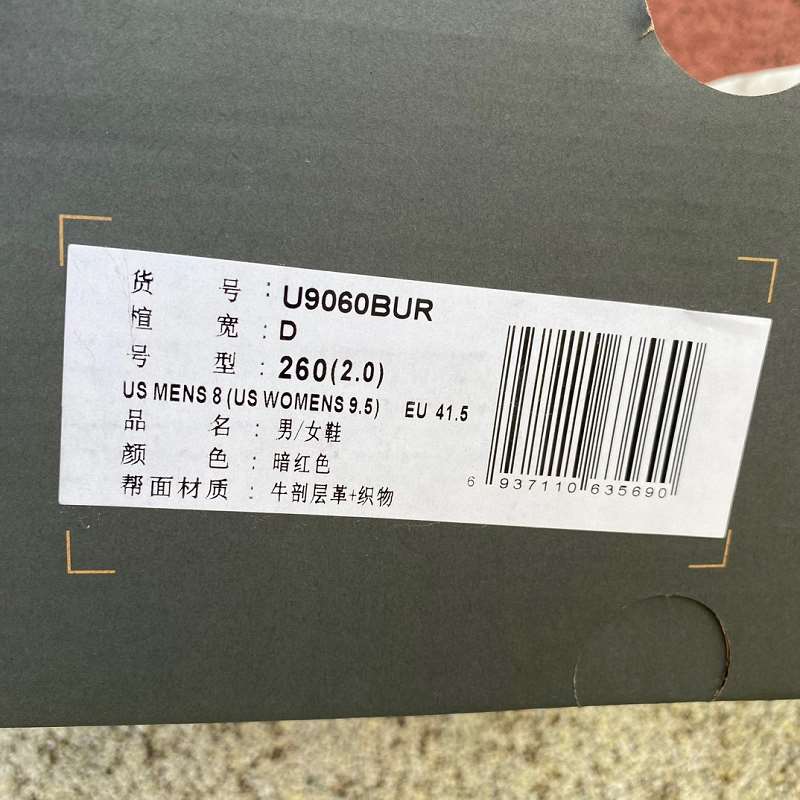 货 号 : U9060BUR
楦 宽 : D
号 型 : 260(2.0)
US MENS 8 (US WOMENS 9.5) EU 41.5
品 名 : 男/女鞋
颜 色 : 暗红色
帮面材质 : 牛剖层革+织物
6 937110 635690